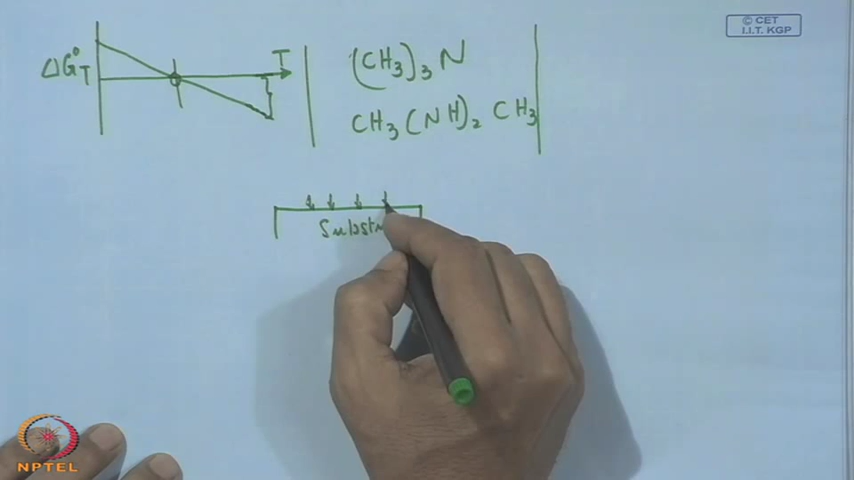 © CET
I.I.T. KGP
ΔG°T
T
(CH3)3 N
CH3(NH)2 CH3
NPTEL